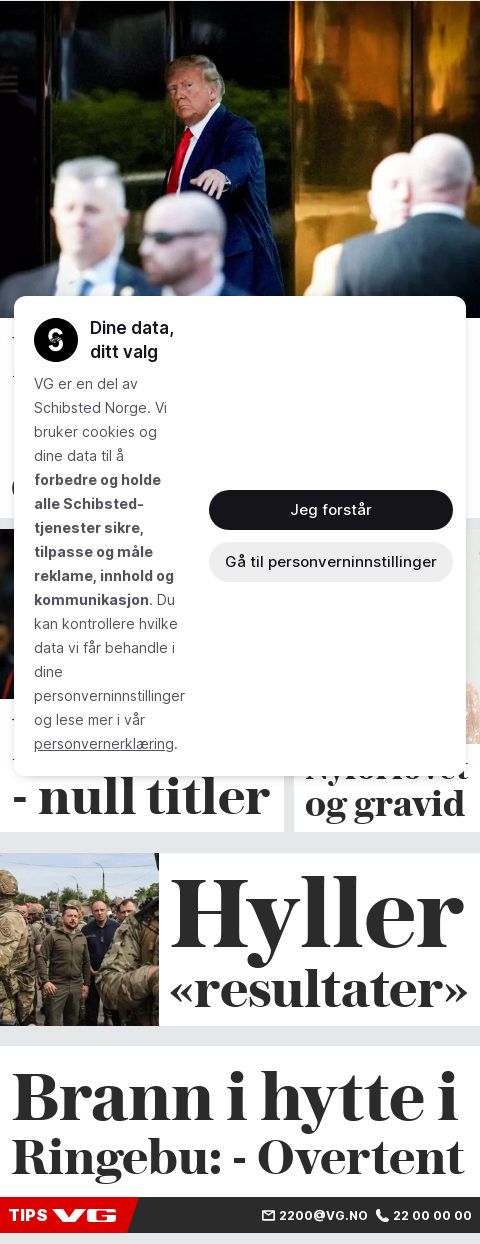 Dine data,
ditt valg
VG er en del av
Schibsted Norge. Vi
bruker cookies og
dine data til å
forbedre og holde
alle Schibsted-
tjenester sikre,
tilpasse og måle
reklame, innhold og
kommunikasjon. Du
kan kontrollere hvilke
data vi får behandle i
dine
personverninnstillinger
og lese mer i vår
personvernerklæring.
Jeg forstår
Gå til personverninnstillinger
- null titler
Nyforlovet
og gravid
Hyller
«resultater»
Brann i hytte i
Ringebu: - Overtent
TIPS VG
2200@VG.NO 22 00 00 00